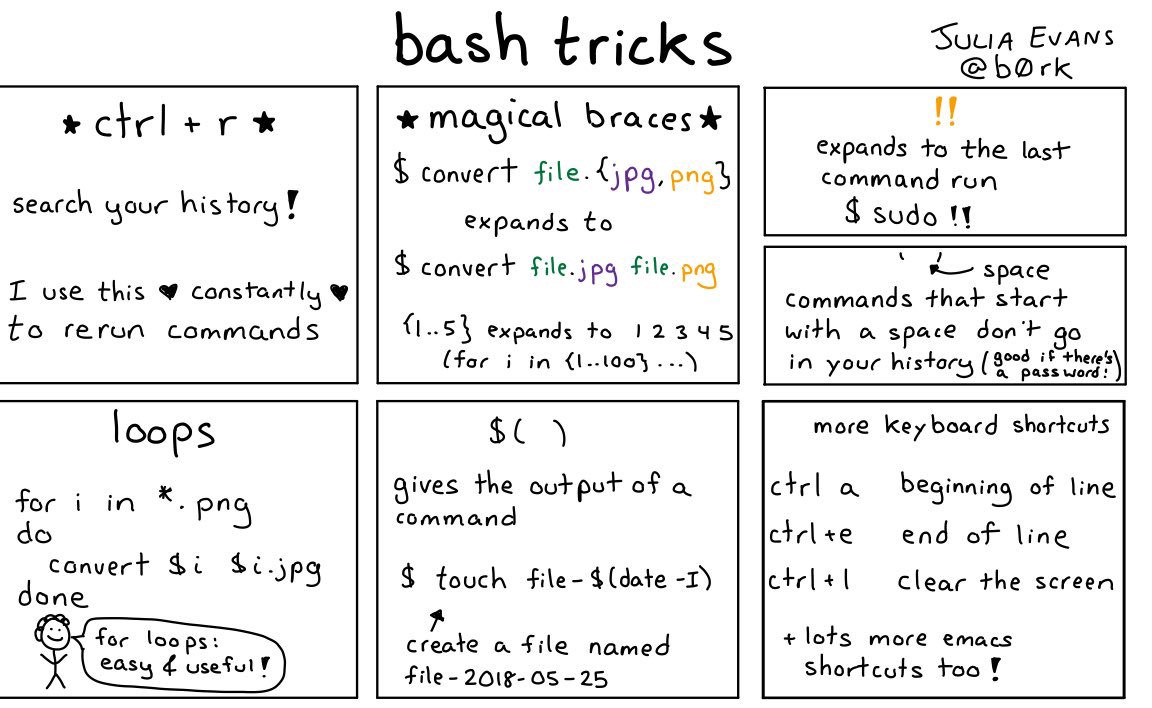 bash tricks
JULIA EVANS
@b0rk
★ ctrl + r ★
search your history!
I use this ♥ constantly ♥
to rerun commands
★ magical braces ★
$ convert file.{jpg,png}
expands to
$ convert file.jpg file.png
{1..5} expands to 1 2 3 4 5
(for i in {1..100} ...)
!!
expands to the last
command run
$ sudo !!
space
commands that start
with a space don't go
in your history (good if there's
a password!)
loops
for i in *.png
do
convert $i $i.jpg
done
for loops:
easy & useful!
$( )
gives the output of a
command
$ touch file-$(date -I)
create a file named
file-2018-05-25
more keyboard shortcuts
ctrl a beginning of line
ctrl+e end of line
ctrl+l clear the screen
+ lots more emacs
shortcuts too!